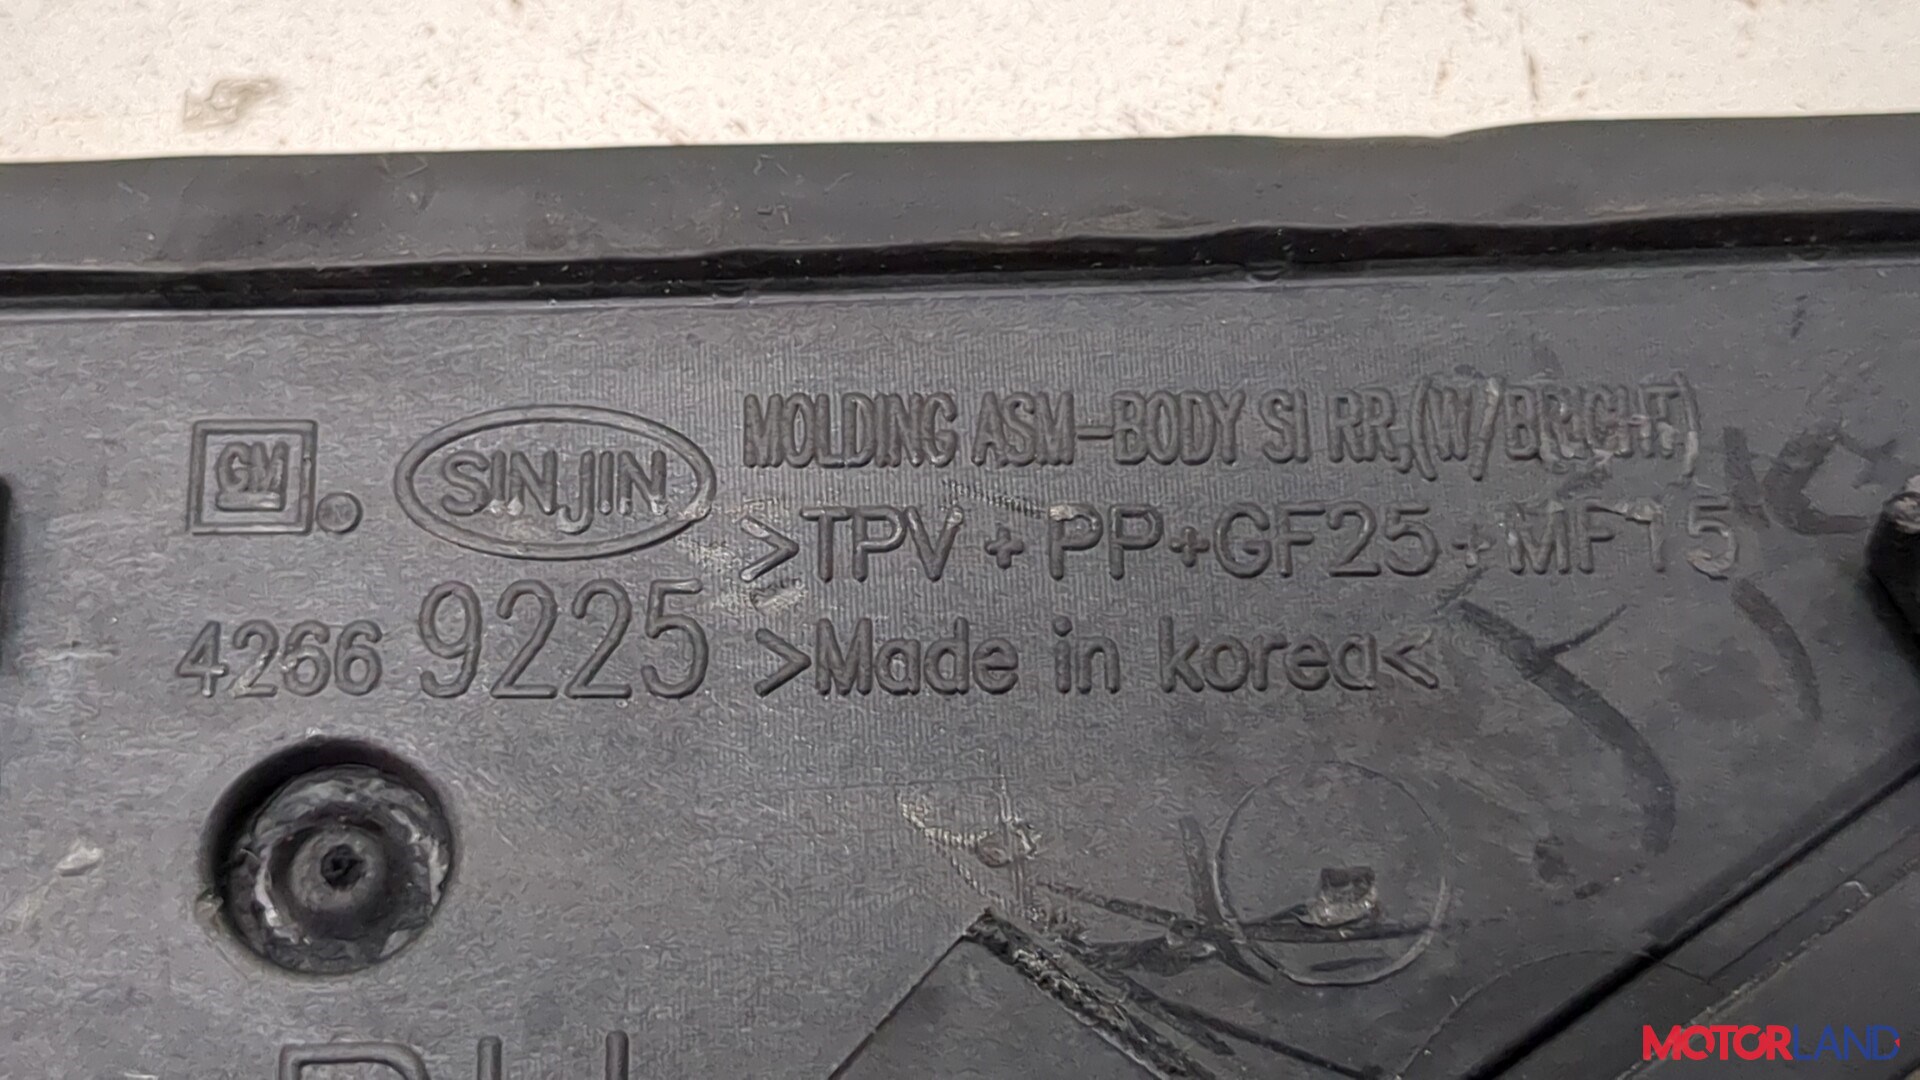 GM
SINJIN
MOLDING ASM-BODY SI RR,(W/BRIGHT)
>TPV+PP+GF25+MF15
4266 9225
>Made in korea<
MOTORLAND